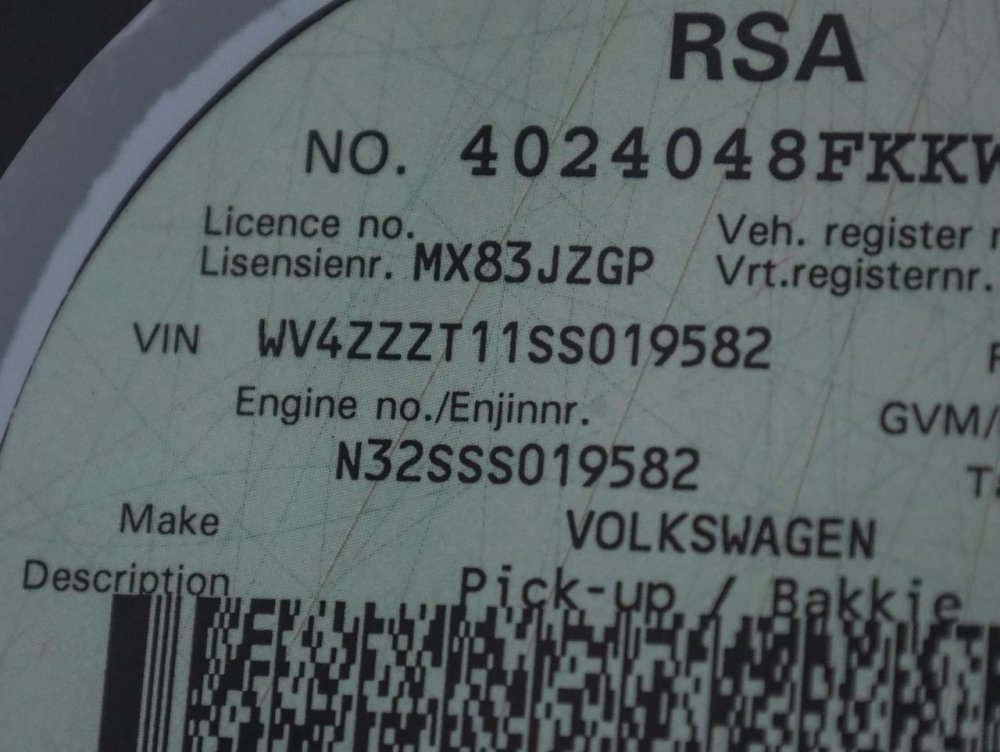 RSA
NO. 4024048FKKW
Licence no.
Lisensienr. MX83JZGP
Veh. register
Vrt.registernr.
VIN WV4ZZZT11SS019582
Engine no./Enjinnr.
GVM/
N32SSS019582
Make VOLKSWAGEN
Description Pick-up / Bakkie